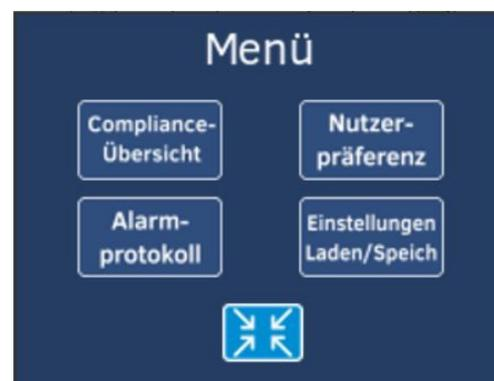 Menü
Compliance-
Übersicht
Nutzer-
präferenz
Alarm-
protokoll
Einstellungen
Laden/Speich